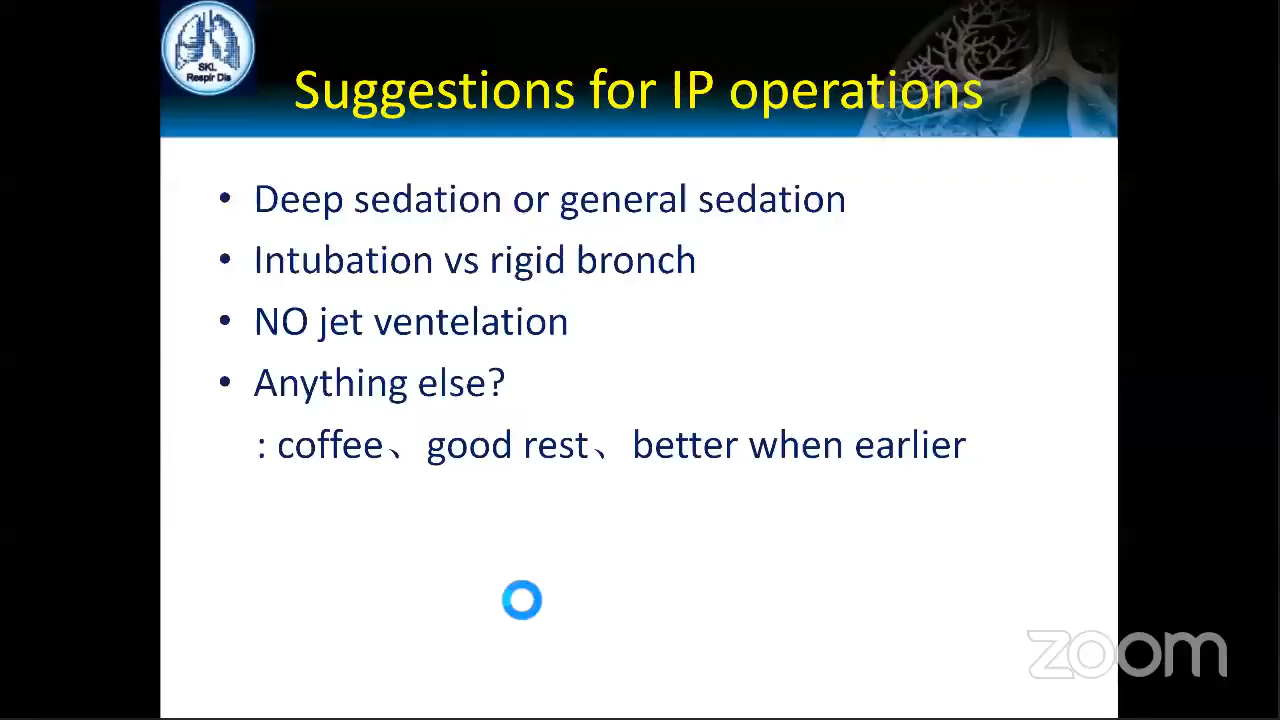 SKL
Respir Dis
Suggestions for IP operations
• Deep sedation or general sedation
• Intubation vs rigid bronch
• NO jet ventelation
• Anything else?
: coffee、good rest、better when earlier
zoom